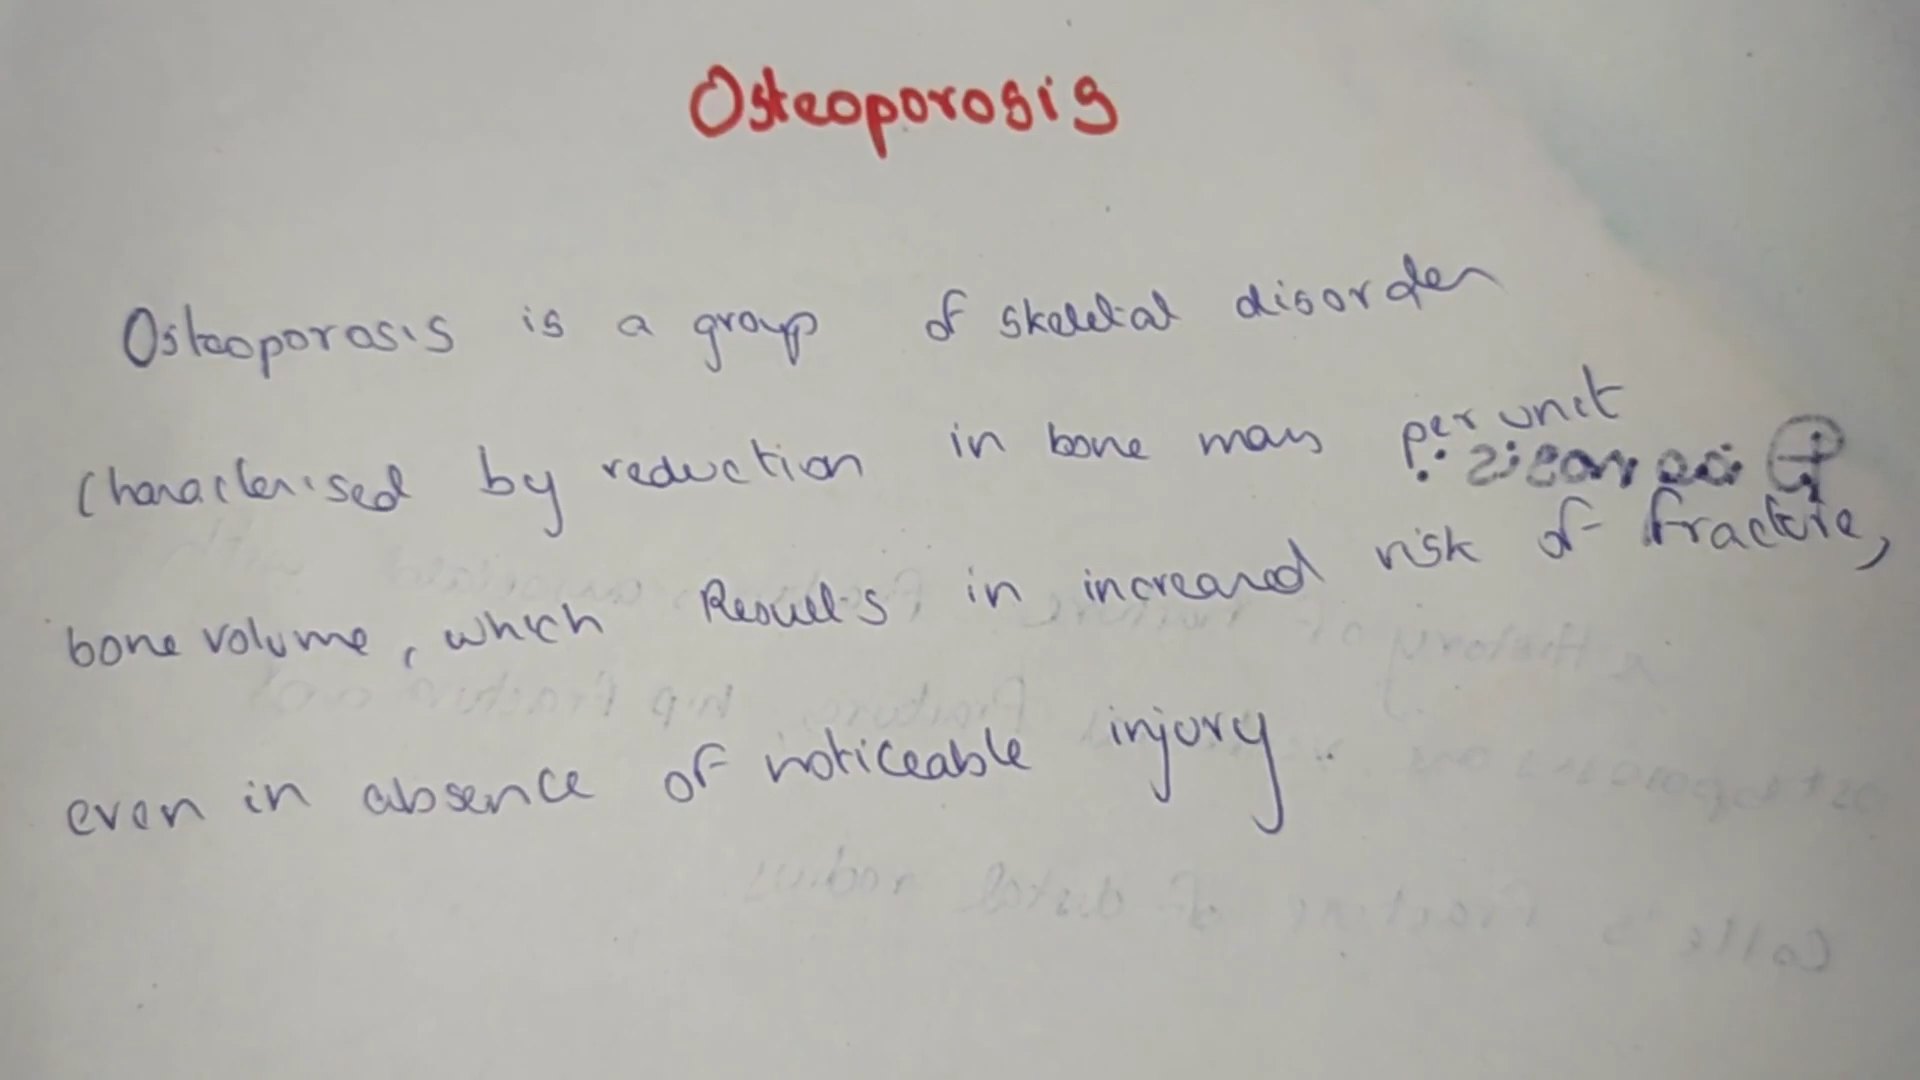 Osteoporosis
Osteoporosis is a group of skeletal disorder
Characterised by reduction in bone mass per unit
bone volume, which Results in increased risk of fracture,
even in absence of noticeable injury.